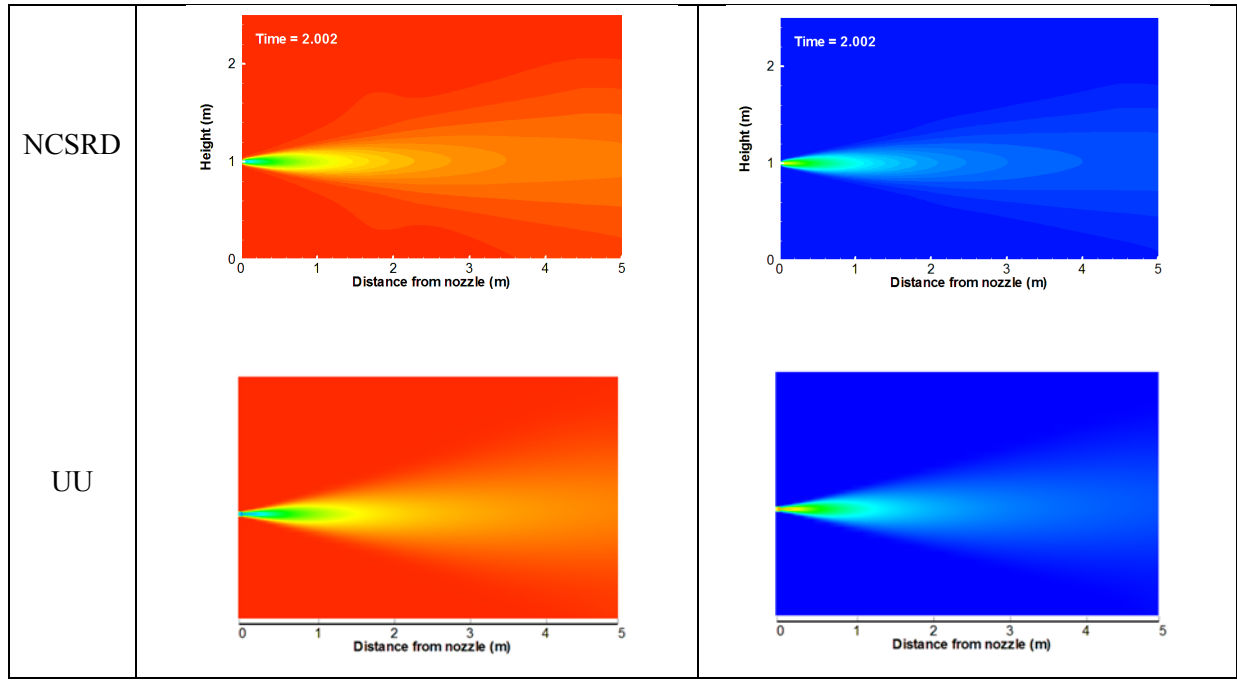 NCSRD
Time = 2.002
Height (m)
2
1
0
0 1 2 3 4 5
Distance from nozzle (m)
Time = 2.002
Height (m)
2
1
0
0 1 2 3 4 5
Distance from nozzle (m)
UU
0 1 2 3 4 5
Distance from nozzle (m)
0 1 2 3 4 5
Distance from nozzle (m)